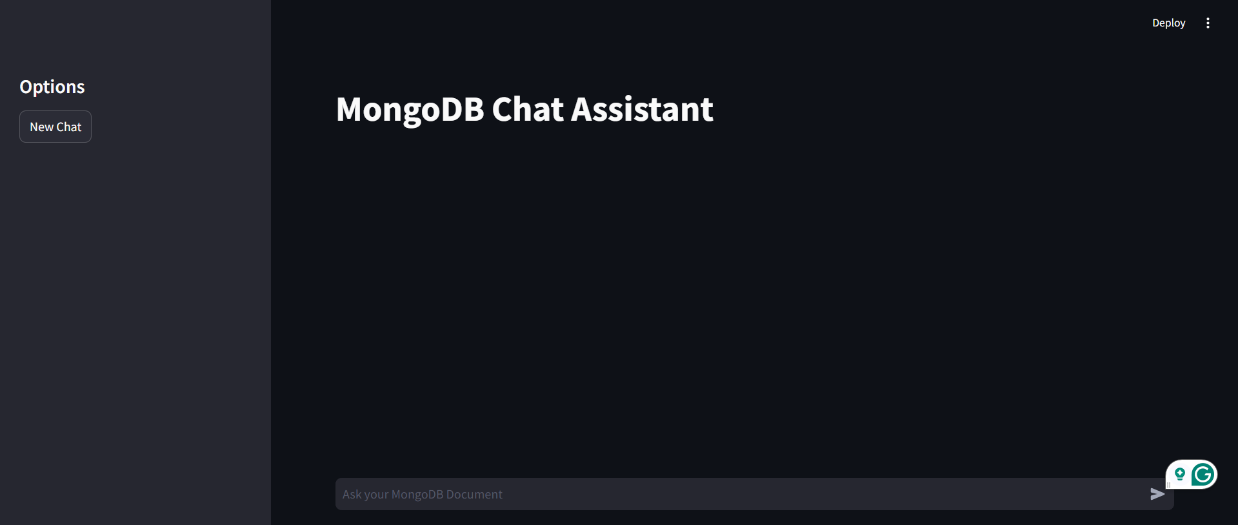 Deploy
Options
New Chat
MongoDB Chat Assistant
Ask your MongoDB Document